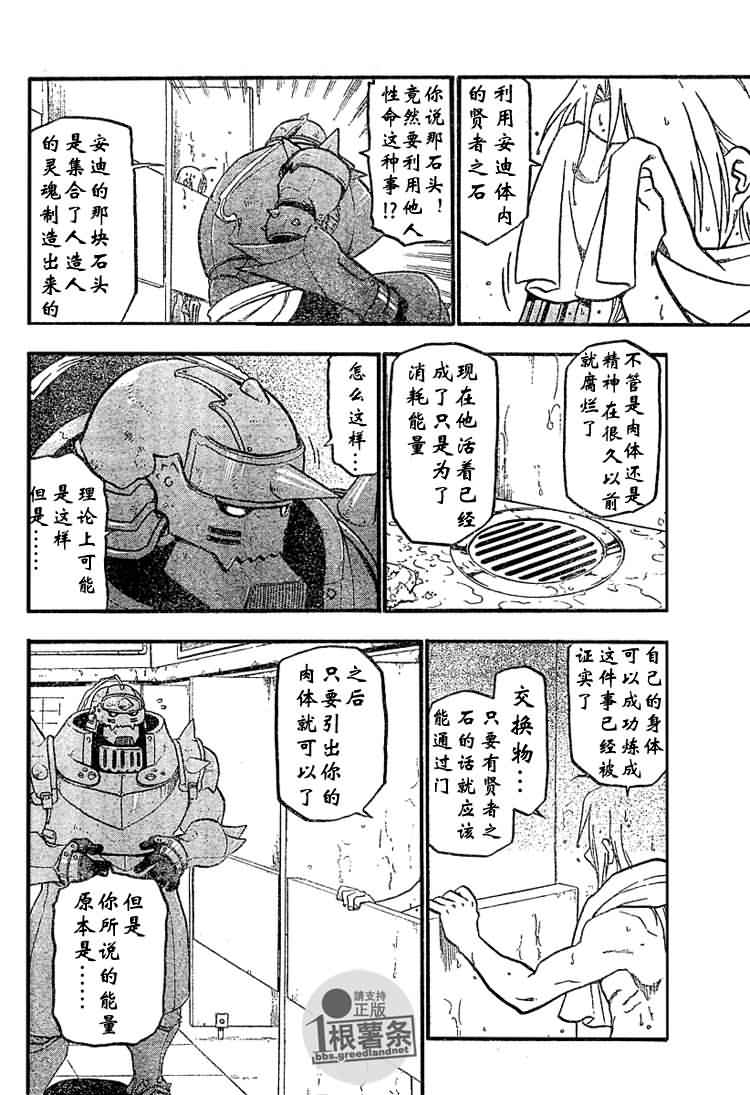 利用安迪体内
的贤者之石
你说那石头！
竟然要利用他人
性命这种事！？
安迪的那块石头
是集合了人造人
的灵魂制造出来的
不管是肉体还是
精神在很久以前
就腐烂了
现在他活着已经
成了只是为了
消耗能量
怎么这样…
理论上可能
是这样
但是……
自己的身体
可以成功炼成
这件事已经被
证实了
交换物…
只要有贤者之
石的话就应该
能通过门
之后
只要引出你的
肉体就可以了
但是
你所说的能量
原本是……
請支持
正版
1根薯条
bbs.greedlandnet